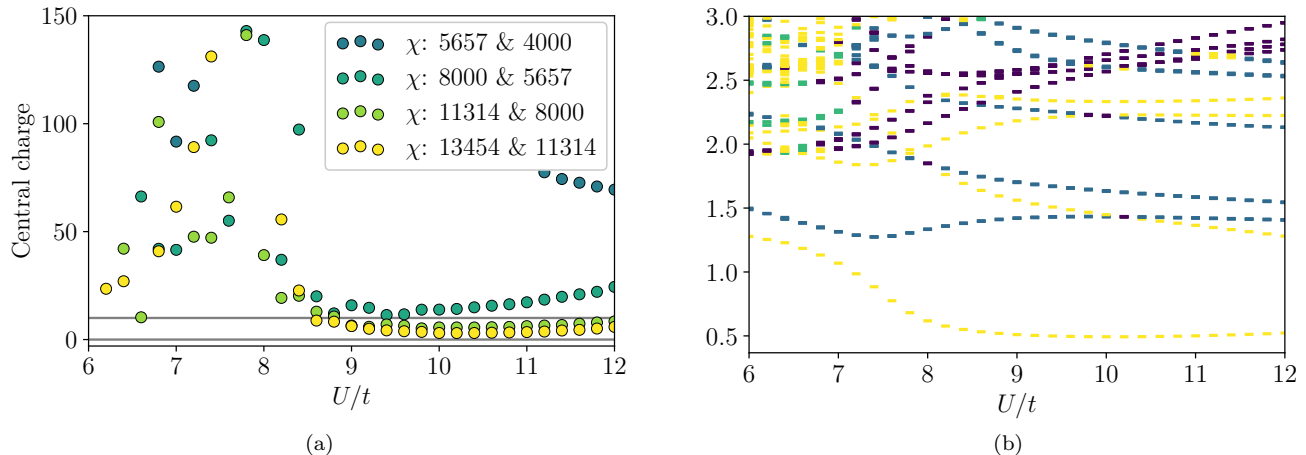 150
100
50
0
Central charge
χ: 5657 & 4000
χ: 8000 & 5657
χ: 11314 & 8000
χ: 13454 & 11314
6 7 8 9 10 11 12
U/t
(a)
3.0
2.5
2.0
1.5
1.0
0.5
6 7 8 9 10 11 12
U/t
(b)